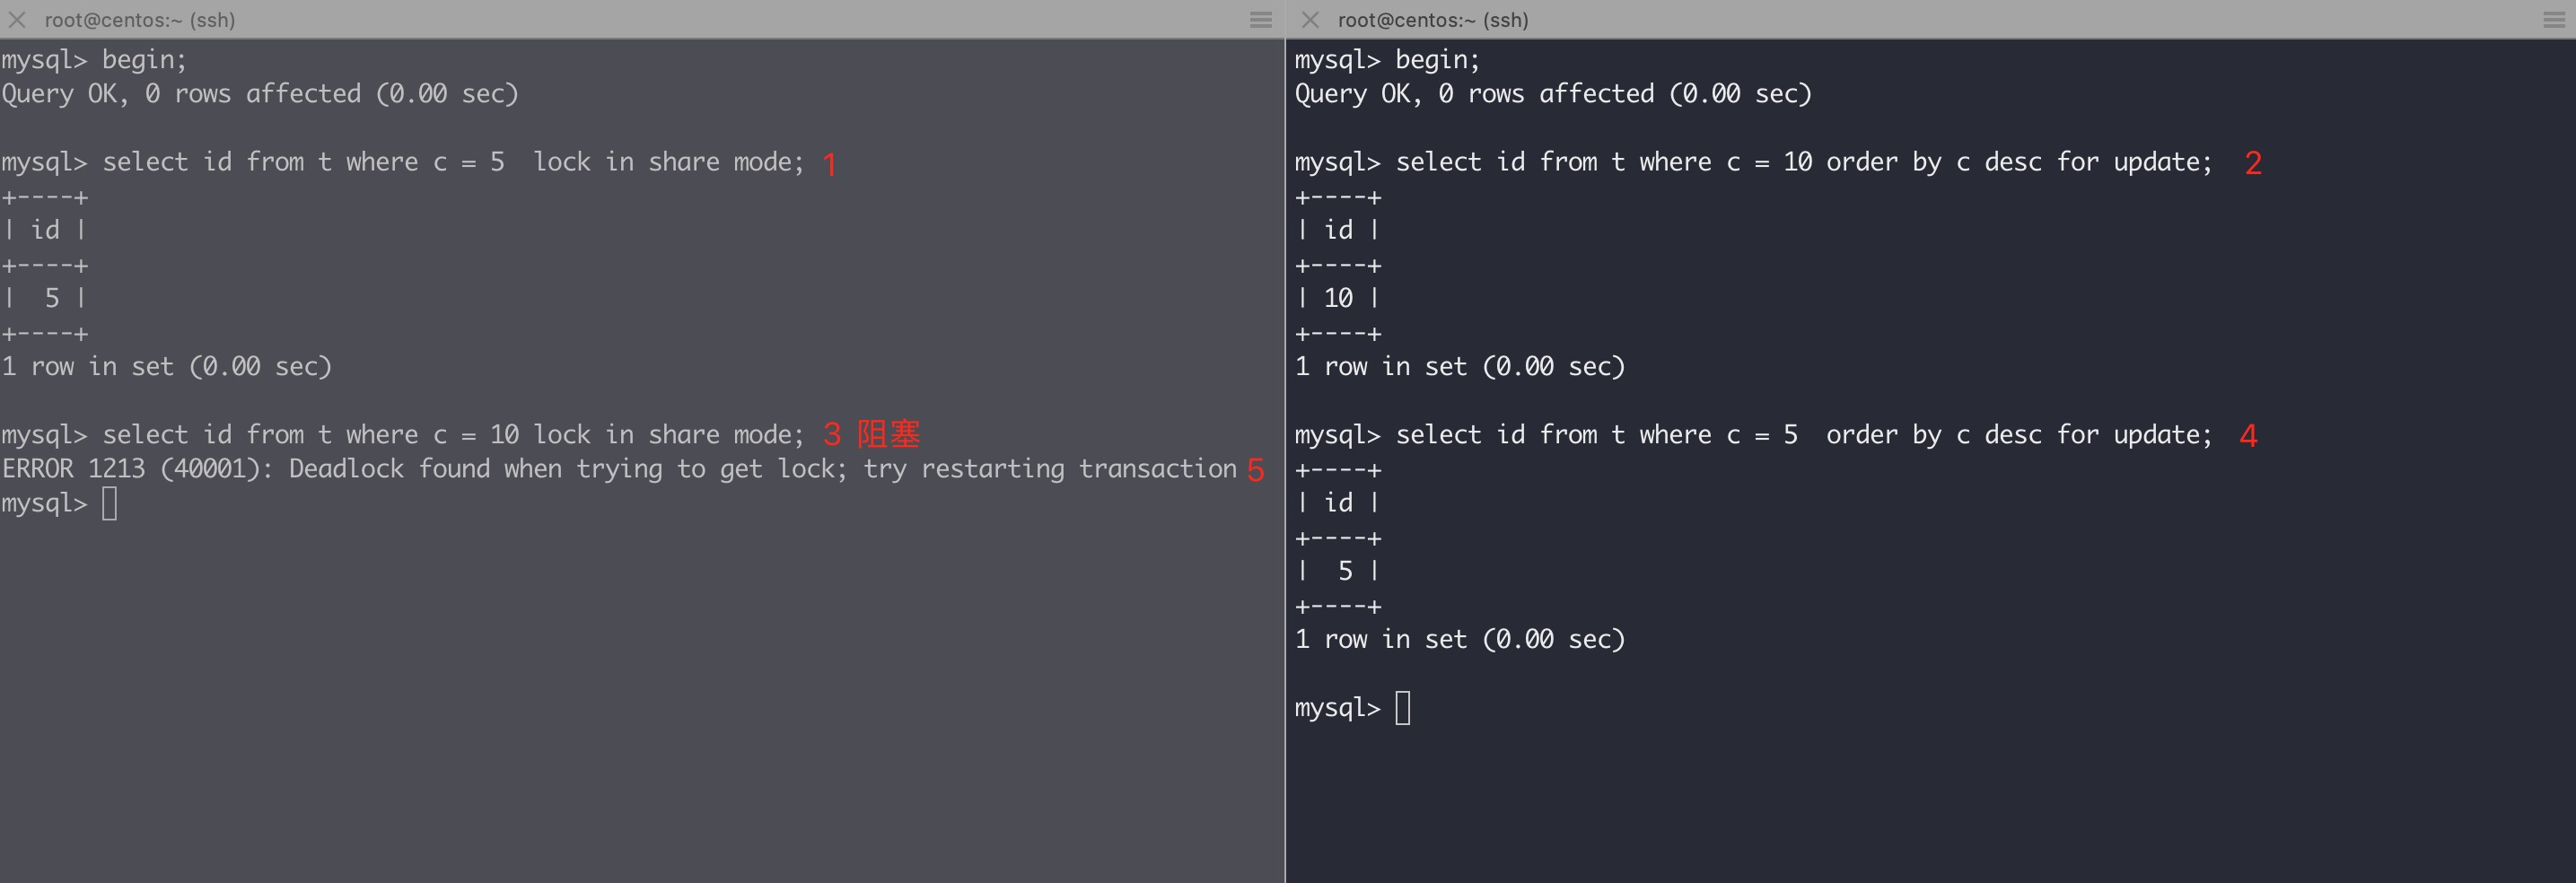 root@centos:~ (ssh)
mysql> begin;
Query OK, 0 rows affected (0.00 sec)
mysql> select id from t where c = 5  lock in share mode; 1
+----+
| id |
+----+
|  5 |
+----+
1 row in set (0.00 sec)
mysql> select id from t where c = 10 lock in share mode; 3 阻塞
ERROR 1213 (40001): Deadlock found when trying to get lock; try restarting transaction 5
mysql>
root@centos:~ (ssh)
mysql> begin;
Query OK, 0 rows affected (0.00 sec)
mysql> select id from t where c = 10 order by c desc for update; 2
+----+
| id |
+----+
| 10 |
+----+
1 row in set (0.00 sec)
mysql> select id from t where c = 5  order by c desc for update; 4
+----+
| id |
+----+
|  5 |
+----+
1 row in set (0.00 sec)
mysql>